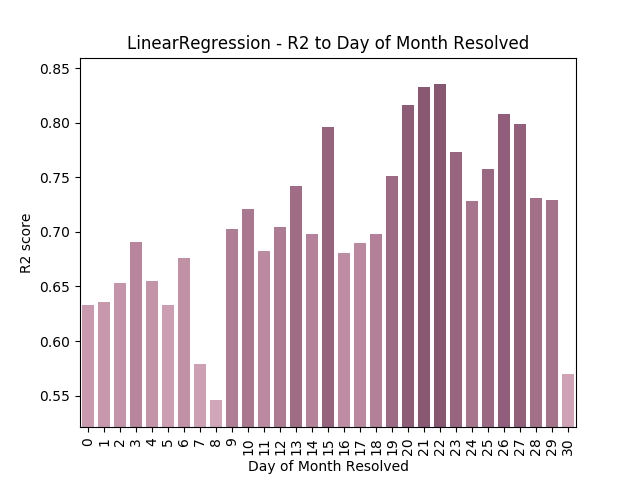 LinearRegression - R2 to Day of Month Resolved
0.85
0.80
0.75
0.70
0.65
0.60
0.55
R2 score
0 1 2 3 4 5 6 7 8 9 10 11 12 13 14 15 16 17 18 19 20 21 22 23 24 25 26 27 28 29 30
Day of Month Resolved